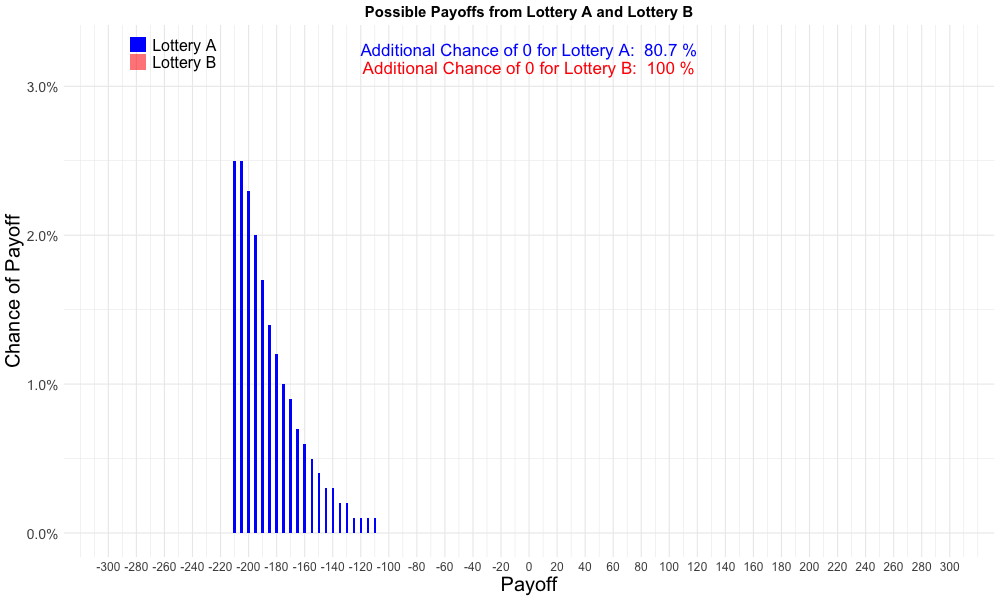 Possible Payoffs from Lottery A and Lottery B
Lottery A
Lottery B
Additional Chance of 0 for Lottery A:  80.7 %
Additional Chance of 0 for Lottery B:  100 %
Chance of Payoff
3.0%
2.0%
1.0%
0.0%
-300 -280 -260 -240 -220 -200 -180 -160 -140 -120 -100 -80 -60 -40 -20 0 20 40 60 80 100 120 140 160 180 200 220 240 260 280 300
Payoff